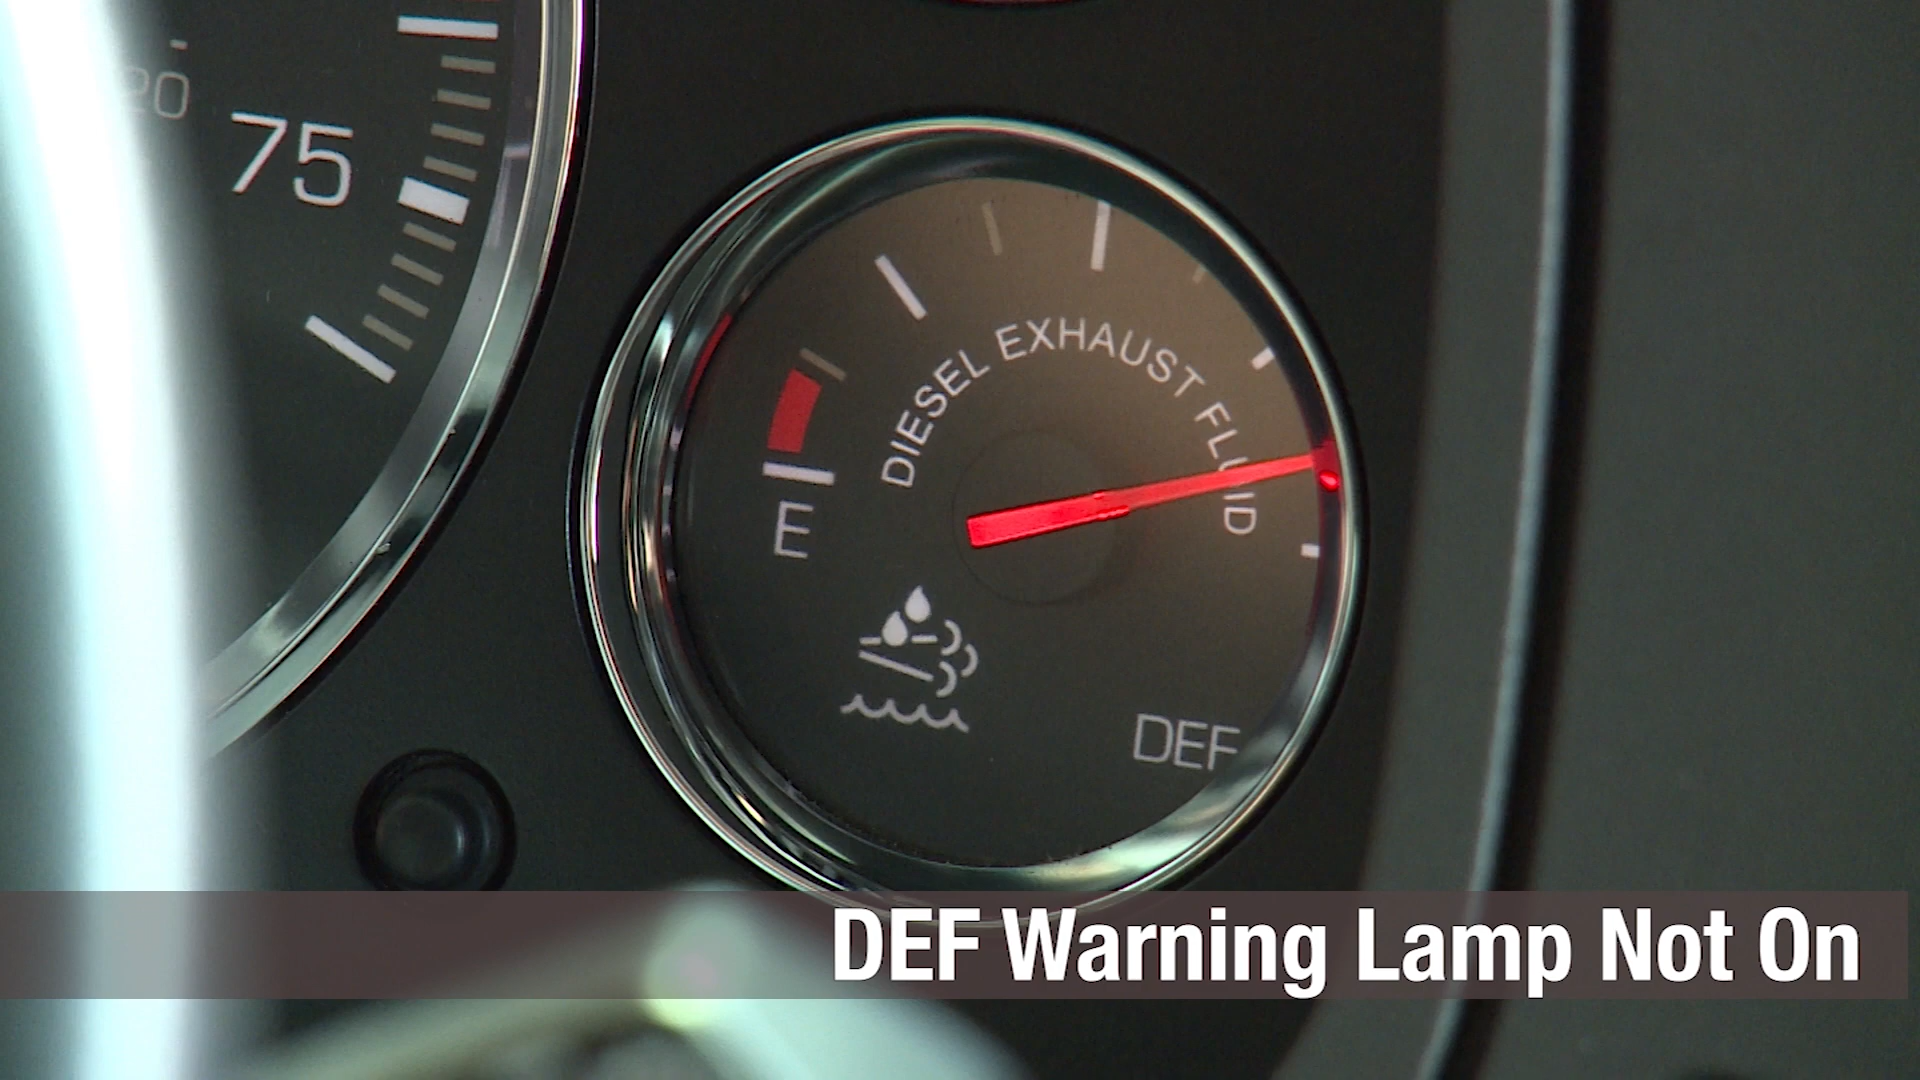 20
75
DIESEL EXHAUST FLUID
E
DEF
DEF Warning Lamp Not On